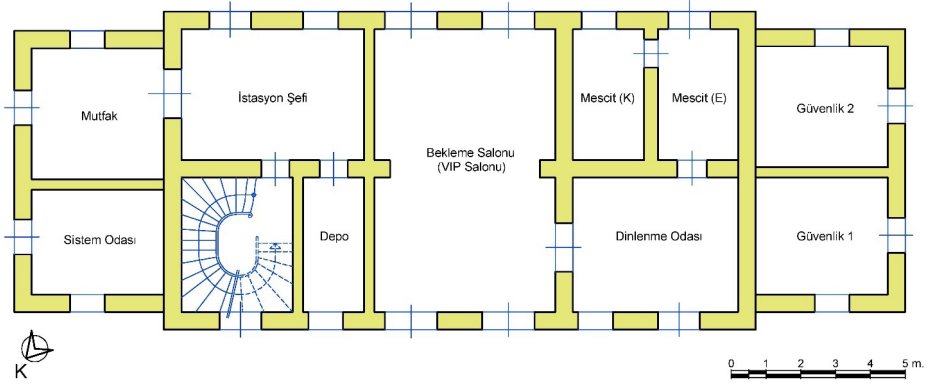 Mutfak
İstasyon Şefi
Mescit (K)
Mescit (E)
Güvenlik 2
Bekleme Salonu
(VIP Salonu)
Sistem Odası
Depo
Dinlenme Odası
Güvenlik 1
K
0 1 2 3 4 5 m.